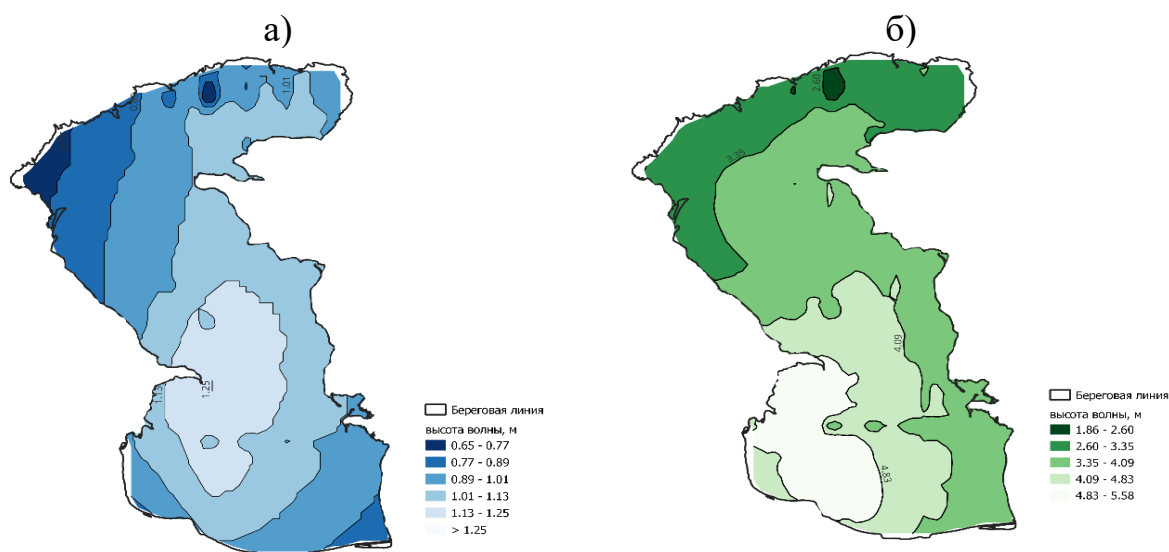 а)
б)
1.01
1.13
1.25
2.60
3.35
4.09
4.83
Береговая линия
высота волны, м
0.65 - 0.77
0.77 - 0.89
0.89 - 1.01
1.01 - 1.13
1.13 - 1.25
> 1.25
Береговая линия
высота волны, м
1.86 - 2.60
2.60 - 3.35
3.35 - 4.09
4.09 - 4.83
4.83 - 5.58